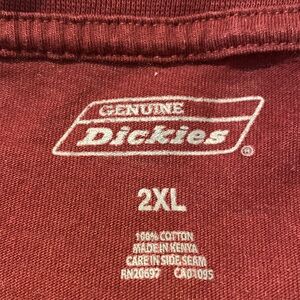 GENUINE
Dickies®
2XL
100% COTTON
MADE IN KENYA
CARE IN SIDE SEAM
RN20697 CA01095